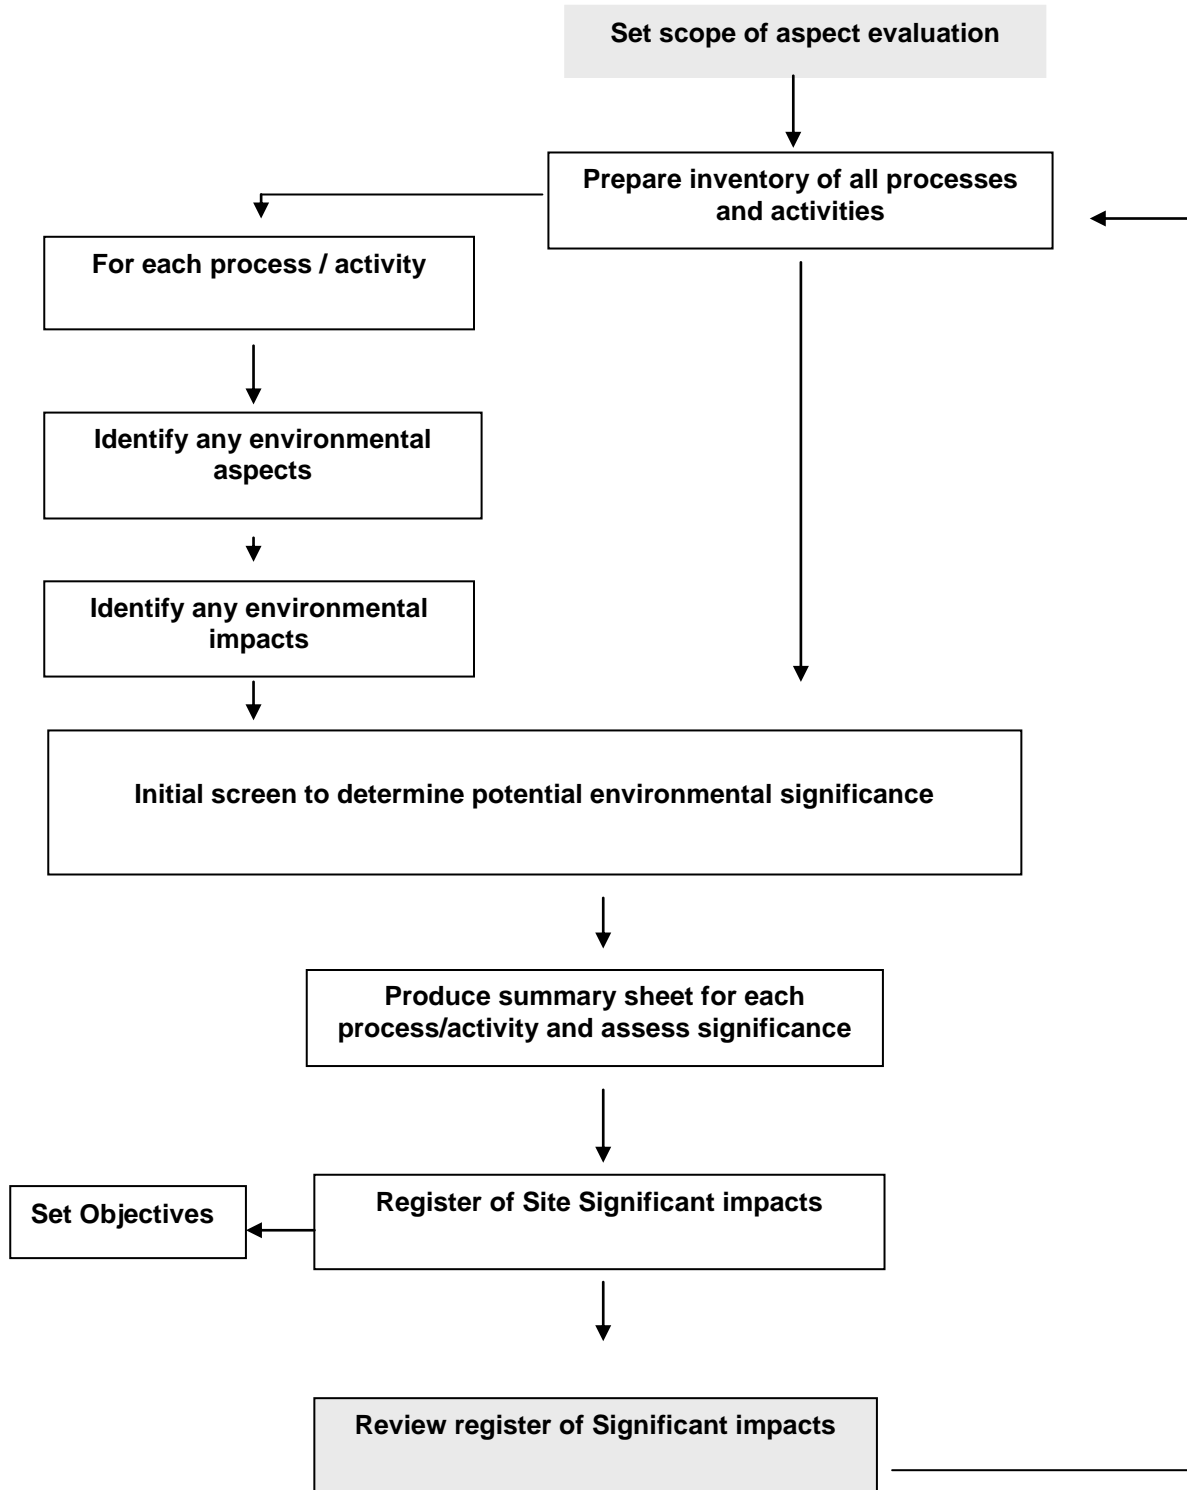 Set scope of aspect evaluation
Prepare inventory of all processes
and activities
For each process / activity
Identify any environmental
aspects
Identify any environmental
impacts
Initial screen to determine potential environmental significance
Produce summary sheet for each
process/activity and assess significance
Register of Site Significant impacts
Set Objectives
Review register of Significant impacts